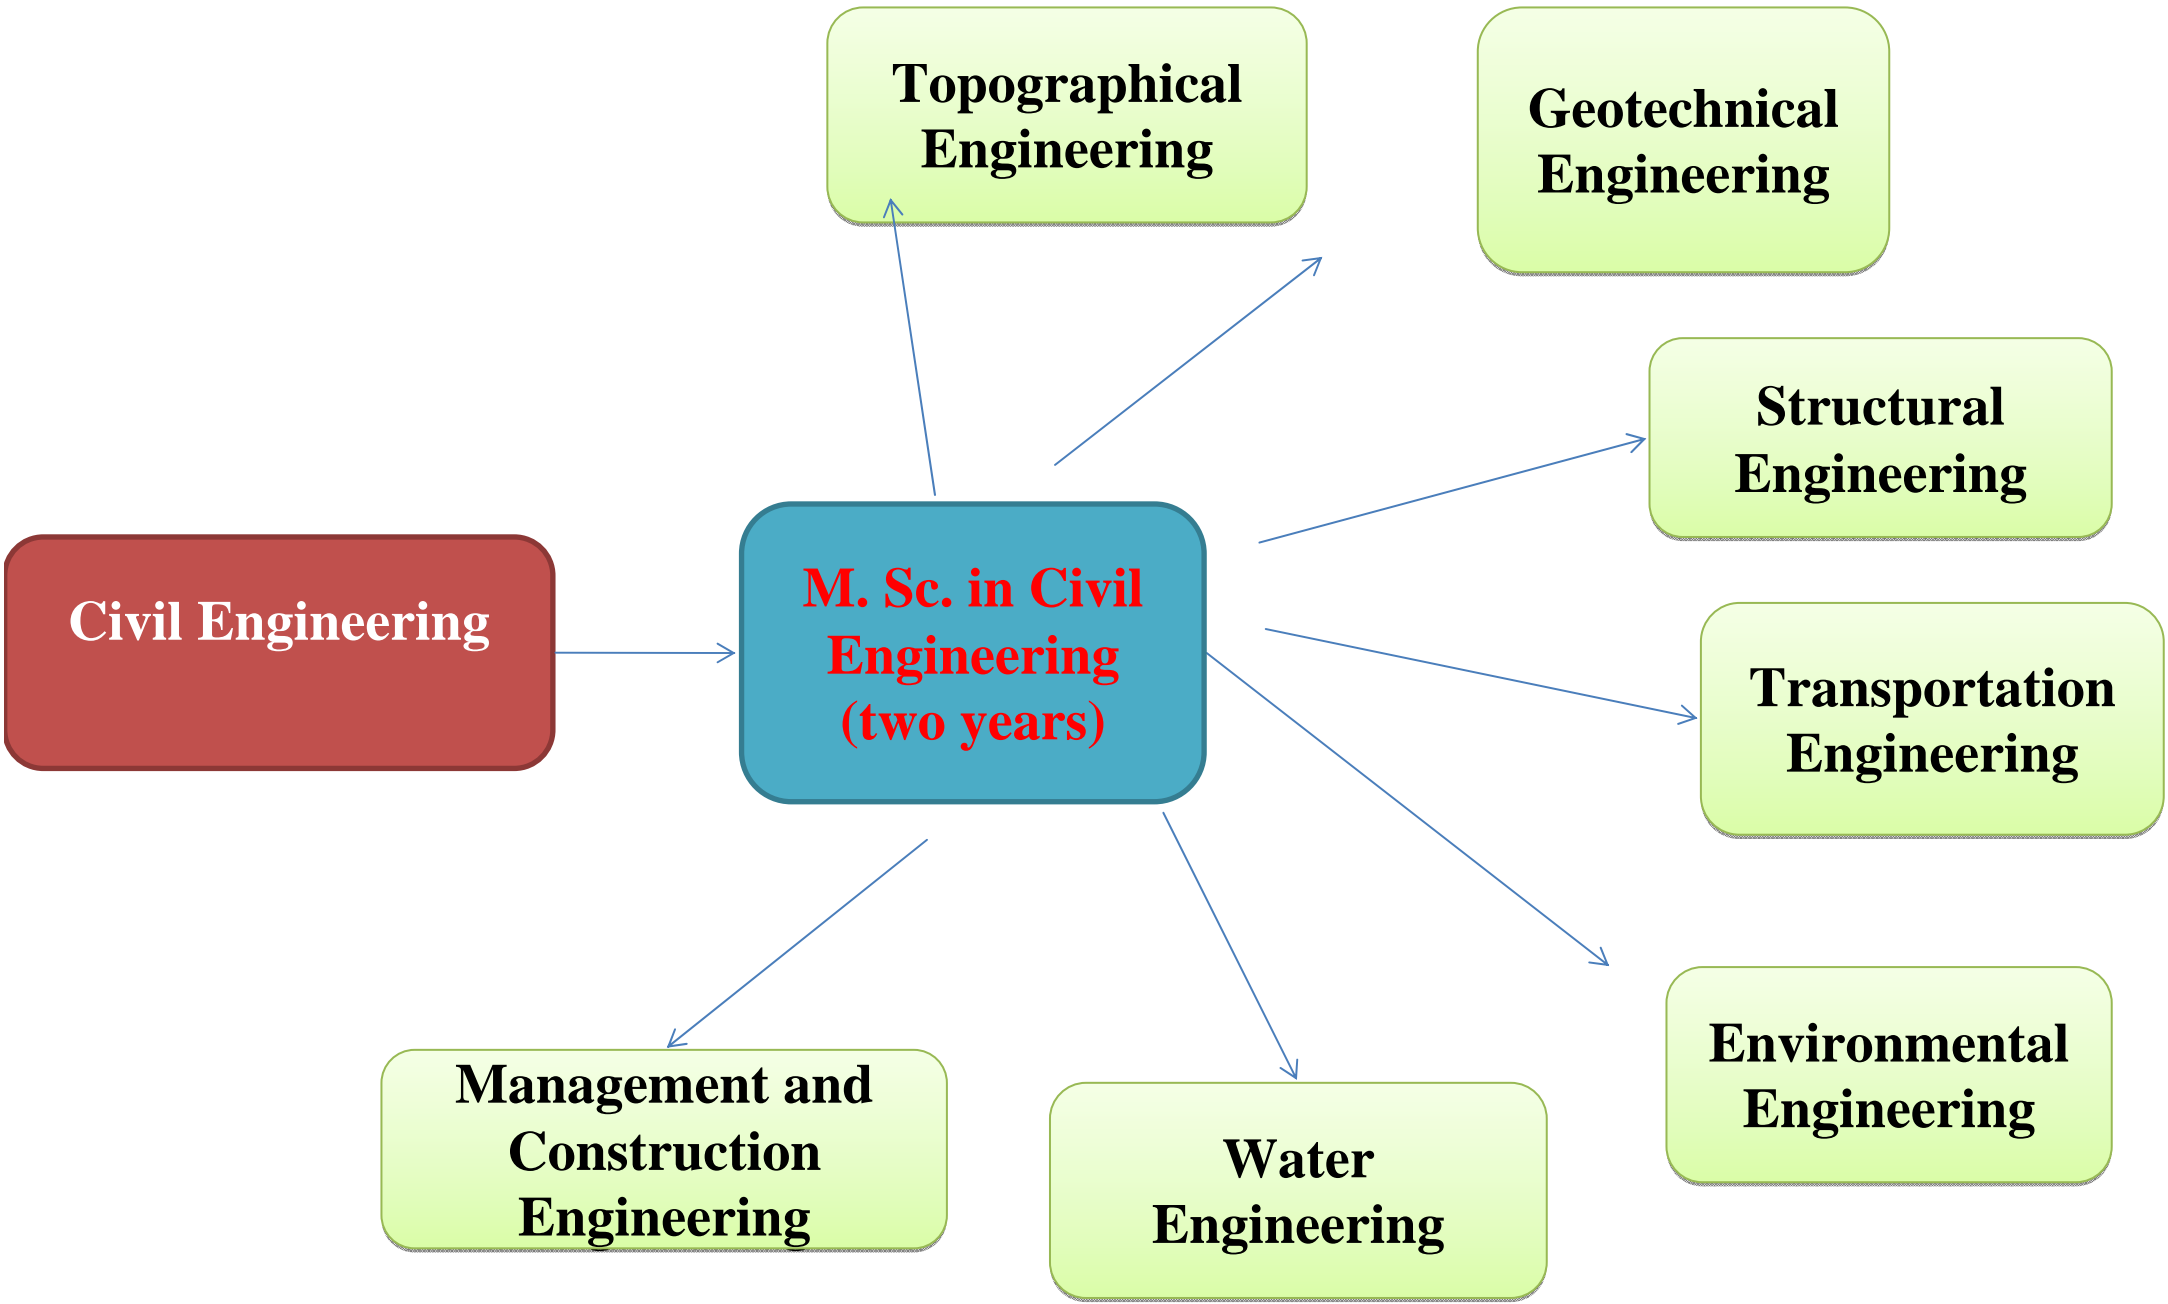 Topographical
Engineering
Geotechnical
Engineering
Structural
Engineering
Civil Engineering
M. Sc. in Civil
Engineering
(two years)
Transportation
Engineering
Environmental
Engineering
Management and
Construction
Engineering
Water
Engineering